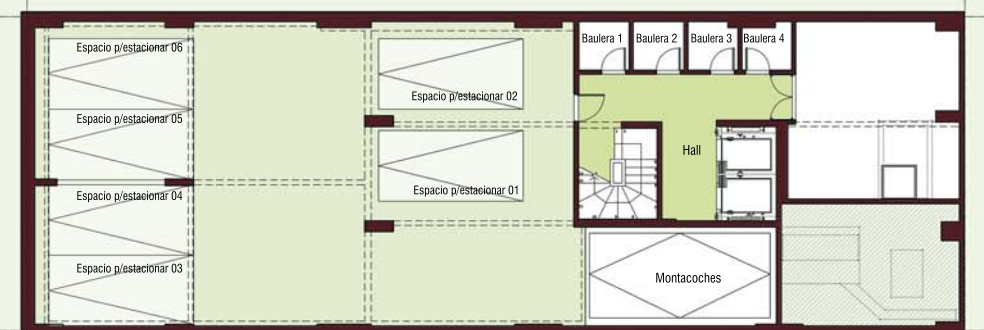 Espacio p/estacionar 06
Baulera 1
Baulera 2
Baulera 3
Baulera 4
Espacio p/estacionar 02
Espacio p/estacionar 05
Hall
Espacio p/estacionar 01
Espacio p/estacionar 04
Espacio p/estacionar 03
Montacoches